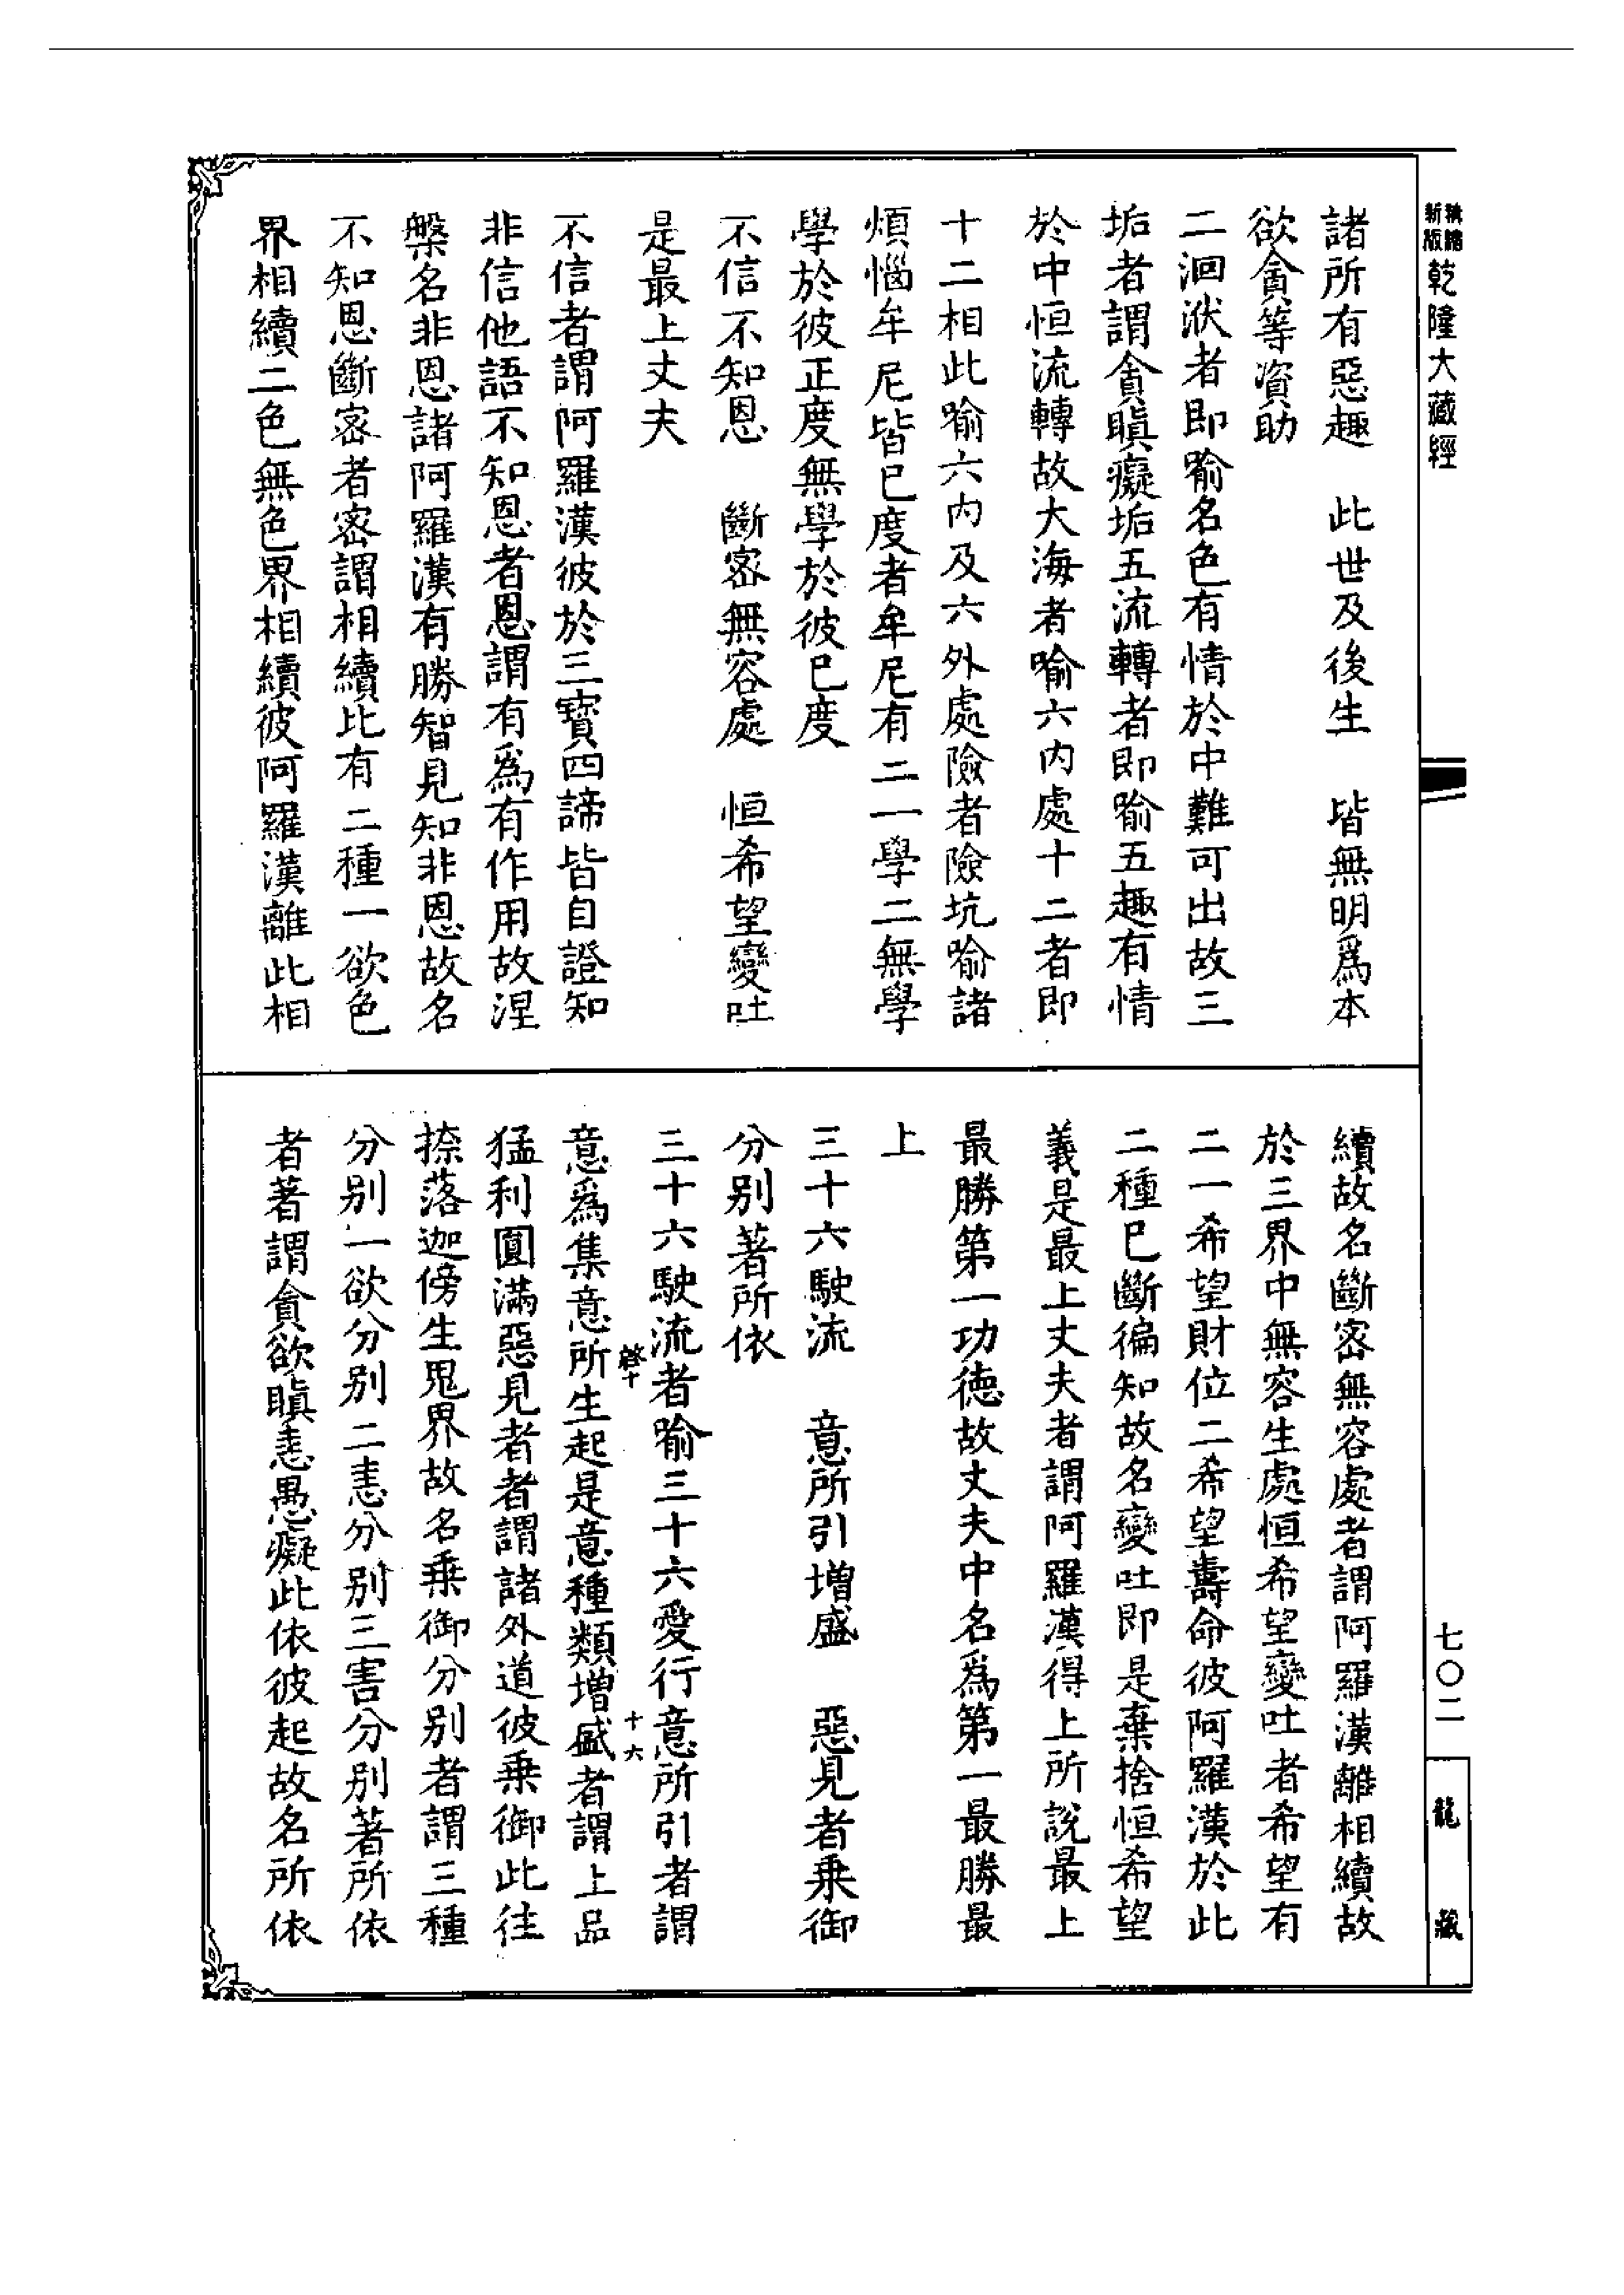 新版精縮乾隆大藏經
諸所有惡趣　此世及後生　皆無明爲本
欲貪等資助
二洄洑者即喻名色有情於中難可出故三
垢者謂貪瞋癡垢五流轉者即喻五趣有情
於中恒流轉故大海者喻六內處十二者即
十二相此喻六內及六外處險者險坑喻諸
煩惱牟尼皆已度者牟尼有二一學二無學
學於彼正度無學於彼已度
不信不知恩　斷密無容處　恒希望變吐
是最上丈夫
不信者謂阿羅漢彼於三寶四諦皆自證知
非信他語不知恩者恩謂有爲有作用故涅
槃名非恩諸阿羅漢有勝智見知非恩故名
不知恩斷密者密謂相續比有二種一欲色
界相續二色無色界相續彼阿羅漢離此相
續故名斷密無容處者謂阿羅漢離相續故
於三界中無容生處恒希望變吐者希望有
二一希望財位二希望壽命彼阿羅漢於此
二種已斷徧知故名變吐即是棄捨恒希望
義是最上丈夫者謂阿羅漢得上所說最上
最勝第一功德故丈夫中名爲第一最勝最
上
三十六駛流　意所引增盛　惡見者乘御
分別著所依
三十六駛流者喻三十六愛行意所引者謂
啓十
十六
意爲集意所生起是意種類增盛者謂上品
猛利圓滿惡見者者謂諸外道彼乘御此往
捺落迦傍生鬼界故名乘御分別者謂三種
分別一欲分別二恚分別三害分別著所依
者著謂貪欲瞋恚愚癡此依彼起故名所依
七〇二
龍藏